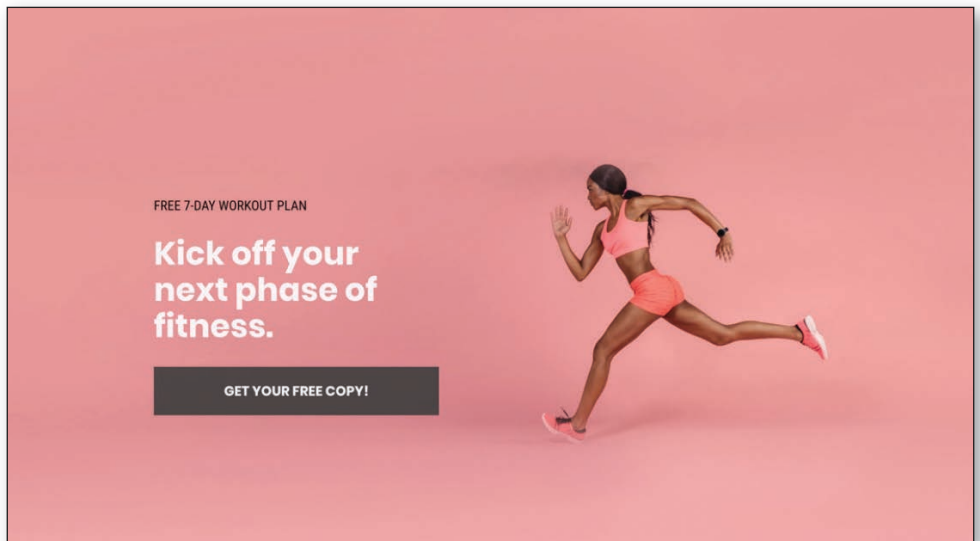 FREE 7-DAY WORKOUT PLAN
Kick off your
next phase of
fitness.
GET YOUR FREE COPY!